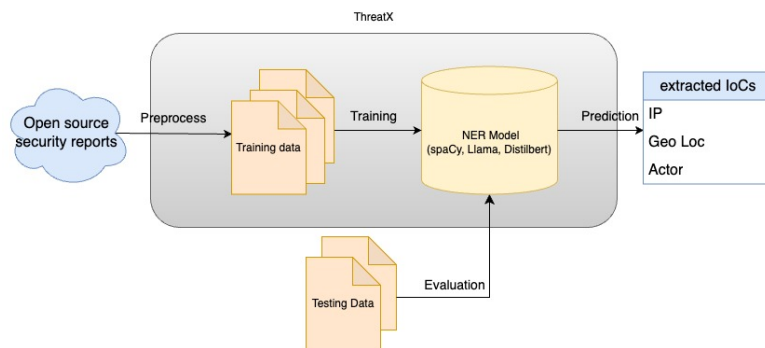 ThreatX
Open source
security reports
Preprocess
Training data
Training
NER Model
(spaCy, Llama, Distilbert)
Prediction
extracted IoCs
IP
Geo Loc
Actor
Testing Data
Evaluation